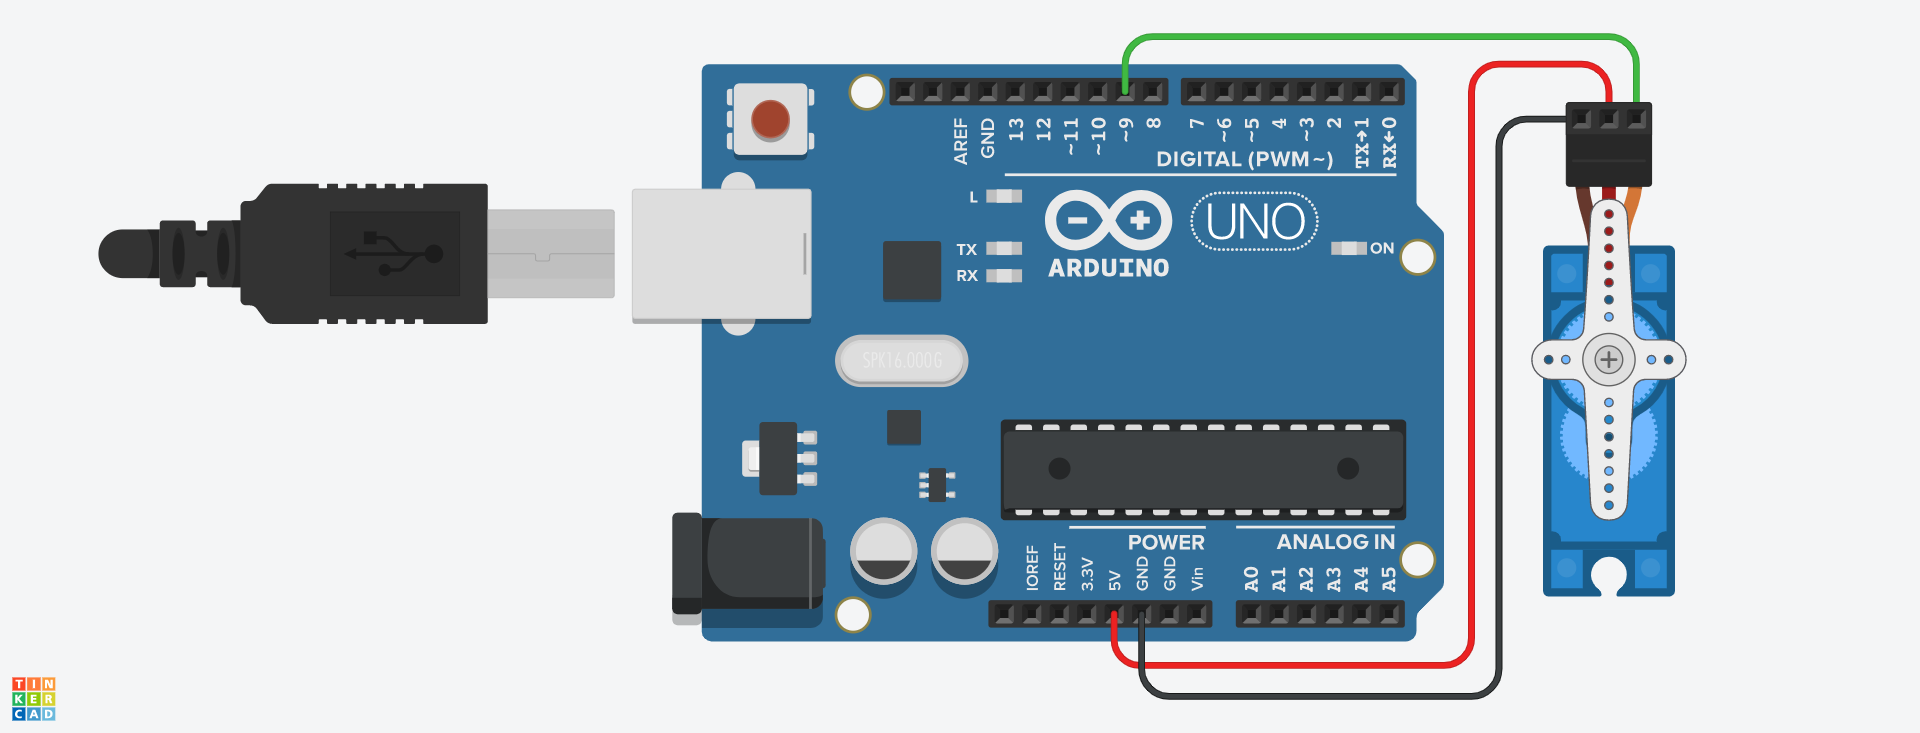 AREF
GND
13
12
~11
~10
~9
8
7
~6
~5
4
~3
2
TX→1
RX←0
DIGITAL (PWM~)
L
TX
RX
ARDUINO
UNO
ON
SPK16.000G
POWER
ANALOG IN
IOREF
RESET
3.3V
5V
GND
GND
Vin
A0
A1
A2
A3
A4
A5
TIN
KER
CAD